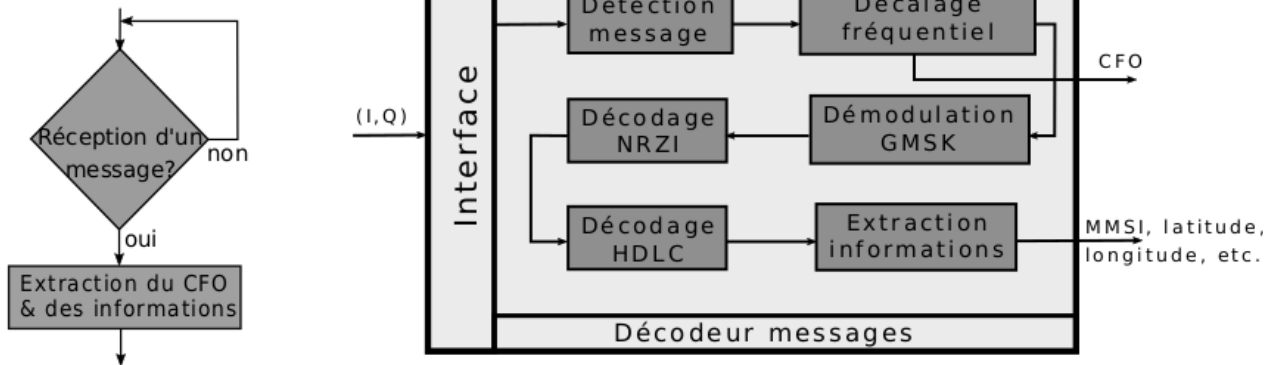 Réception d'un
message?
non
oui
Extraction du CFO
& des informations
(I,Q)
Interface
Détection
message
Décalage
fréquentiel
CFO
Démodulation
GMSK
Décodage
NRZI
Décodage
HDLC
Extraction
informations
MMSI, latitude,
longitude, etc.
Décodeur messages